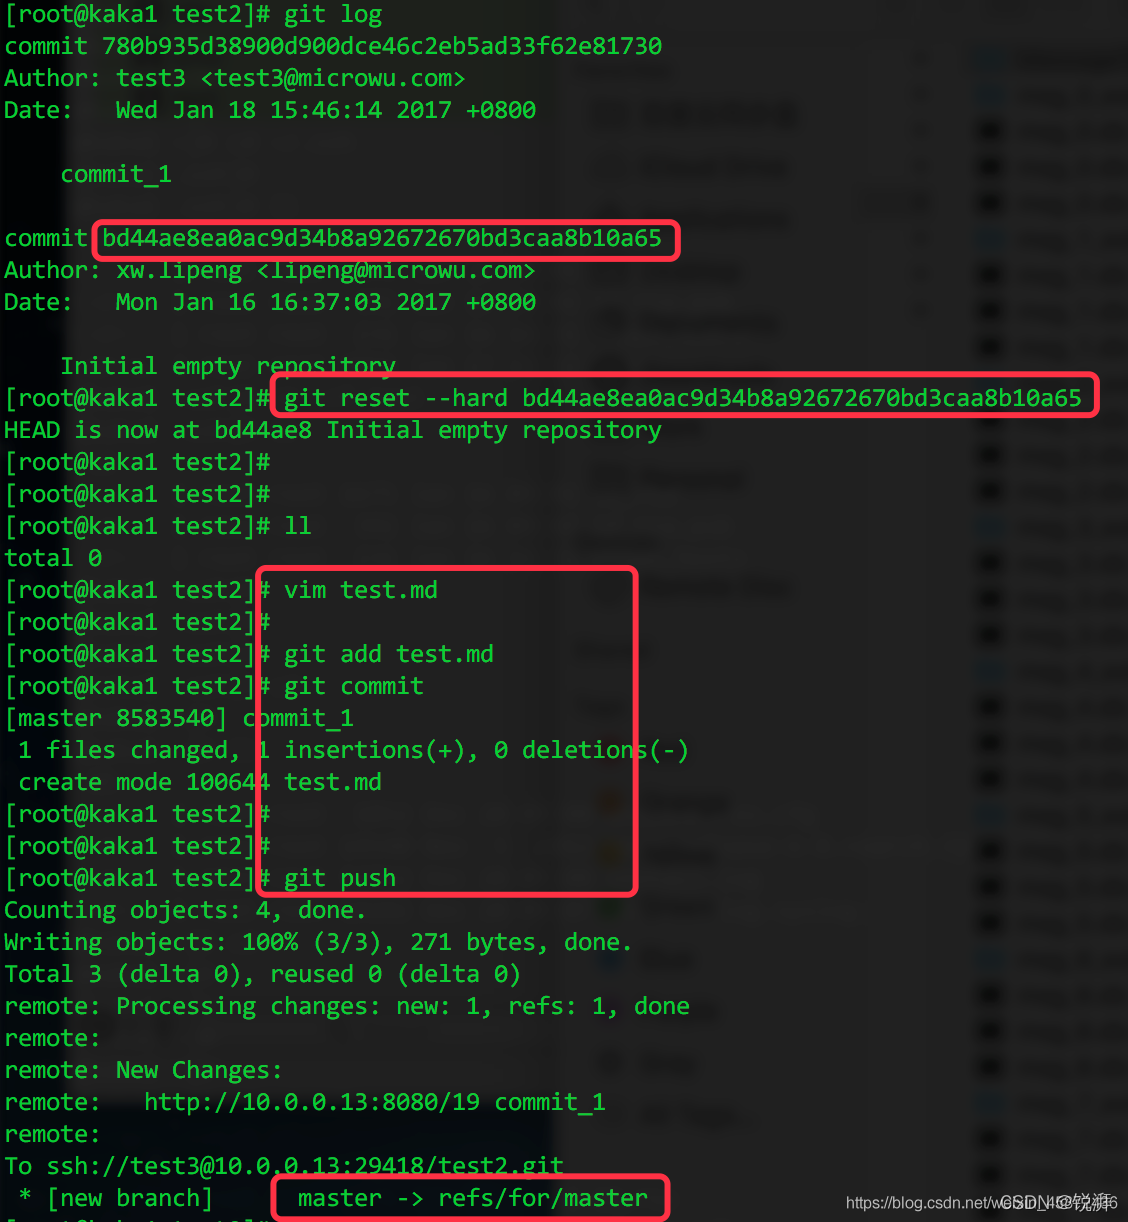 [root@kaka1 test2]# git log
commit 780b935d38900d900dce46c2eb5ad33f62e81730
Author: test3 <test3@microwu.com>
Date:   Wed Jan 18 15:46:14 2017 +0800
    commit_1
commit bd44ae8ea0ac9d34b8a92672670bd3caa8b10a65
Author: xw.lipeng <lipeng@microwu.com>
Date:   Mon Jan 16 16:37:03 2017 +0800
    Initial empty repository
[root@kaka1 test2]# git reset --hard bd44ae8ea0ac9d34b8a92672670bd3caa8b10a65
HEAD is now at bd44ae8 Initial empty repository
[root@kaka1 test2]#
[root@kaka1 test2]#
[root@kaka1 test2]# ll
total 0
[root@kaka1 test2]# vim test.md
[root@kaka1 test2]#
[root@kaka1 test2]# git add test.md
[root@kaka1 test2]# git commit
[master 8583540] commit_1
 1 files changed, 1 insertions(+), 0 deletions(-)
 create mode 100644 test.md
[root@kaka1 test2]#
[root@kaka1 test2]#
[root@kaka1 test2]# git push
Counting objects: 4, done.
Writing objects: 100% (3/3), 271 bytes, done.
Total 3 (delta 0), reused 0 (delta 0)
remote: Processing changes: new: 1, refs: 1, done
remote:
remote: New Changes:
remote:   http://10.0.0.13:8080/19 commit_1
remote:
To ssh://test3@10.0.0.13:29418/test2.git
 * [new branch]      master -> refs/for/master
CSDN @锐湃